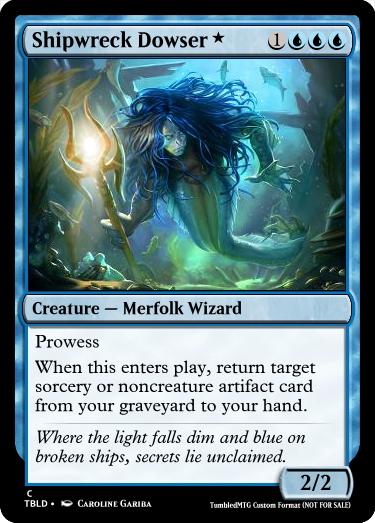 Shipwreck Dowser ★ 1
Creature — Merfolk Wizard
Prowess
When this enters play, return target
sorcery or noncreature artifact card
from your graveyard to your hand.
Where the light falls dim and blue on
broken ships, secrets lie unclaimed.
2/2
C
TBLD • Caroline Gariba
TumbledMTG Custom Format (NOT FOR SALE)